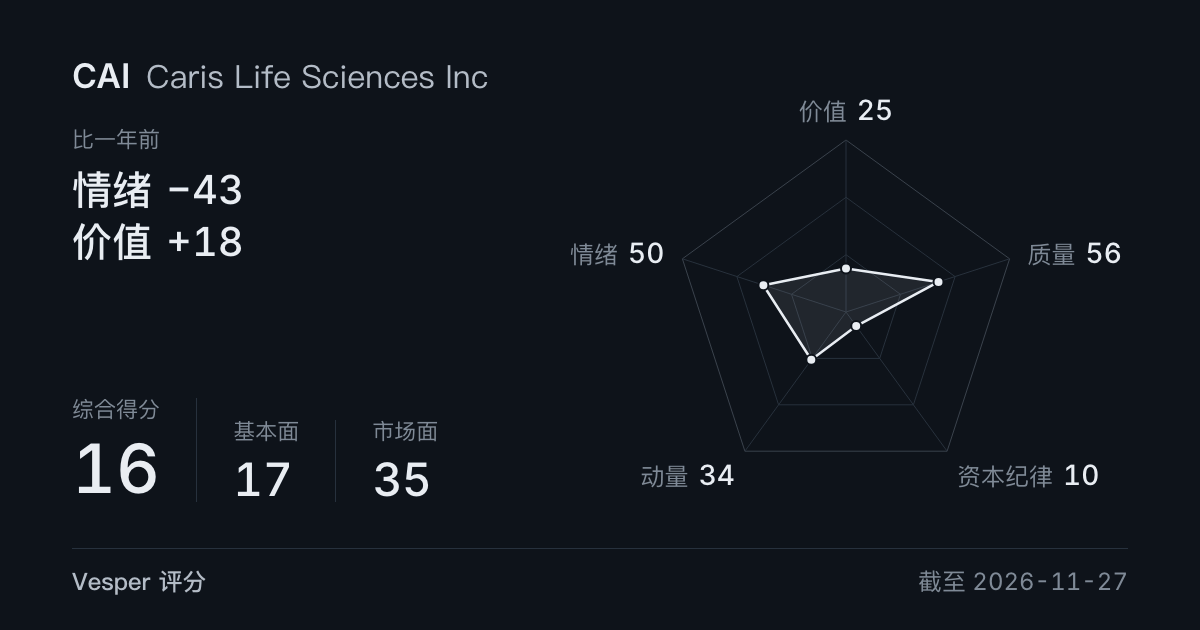 CAI Caris Life Sciences Inc
比一年前
情绪 −43
价值 +18
价值 25
情绪 50
质量 56
动量 34
资本纪律 10
综合得分
16
基本面
17
市场面
35
Vesper 评分
截至 2026-11-27